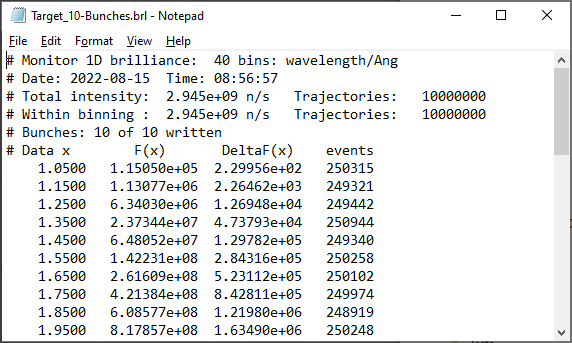 Target_10-Bunches.brl - Notepad
File Edit Format View Help
# Monitor 1D brilliance: 40 bins: wavelength/Ang
# Date: 2022-08-15 Time: 08:56:57
# Total intensity: 2.945e+09 n/s Trajectories: 10000000
# Within binning : 2.945e+09 n/s Trajectories: 10000000
# Bunches: 10 of 10 written
# Data x F(x) DeltaF(x) events
1.0500 1.15050e+05 2.29956e+02 250315
1.1500 1.13077e+06 2.26462e+03 249321
1.2500 6.34030e+06 1.26948e+04 249442
1.3500 2.37344e+07 4.73793e+04 250944
1.4500 6.48052e+07 1.29782e+05 249340
1.5500 1.42231e+08 2.84316e+05 250258
1.6500 2.61609e+08 5.23112e+05 250102
1.7500 4.21384e+08 8.42811e+05 249974
1.8500 6.08577e+08 1.21980e+06 248919
1.9500 8.17857e+08 1.63490e+06 250248